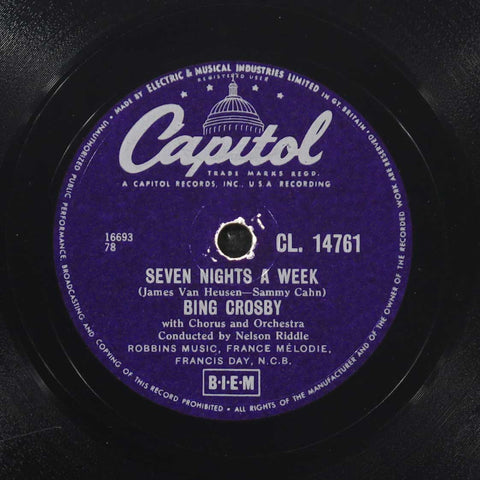 MADE BY ELECTRIC & MUSICAL INDUSTRIES LIMITED IN GT. BRITAIN.
REGISTERED USER
Capitol
TRADE MARKS REGD.
A CAPITOL RECORDS, INC., U.S.A. RECORDING
16693
78
CL. 14761
SEVEN NIGHTS A WEEK
(James Van Heusen—Sammy Cahn)
BING CROSBY
with Chorus and Orchestra
Conducted by Nelson Riddle
ROBBINS MUSIC, FRANCE MÉLODIE,
FRANCIS DAY, N.C.B.
B·I·E·M
ALL RIGHTS OF THE MANUFACTURER AND OF THE OWNER OF THE RECORDED WORK ARE RESERVED.
UNAUTHORIZED PUBLIC PERFORMANCE, BROADCASTING AND COPYING OF THIS RECORD PROHIBITED